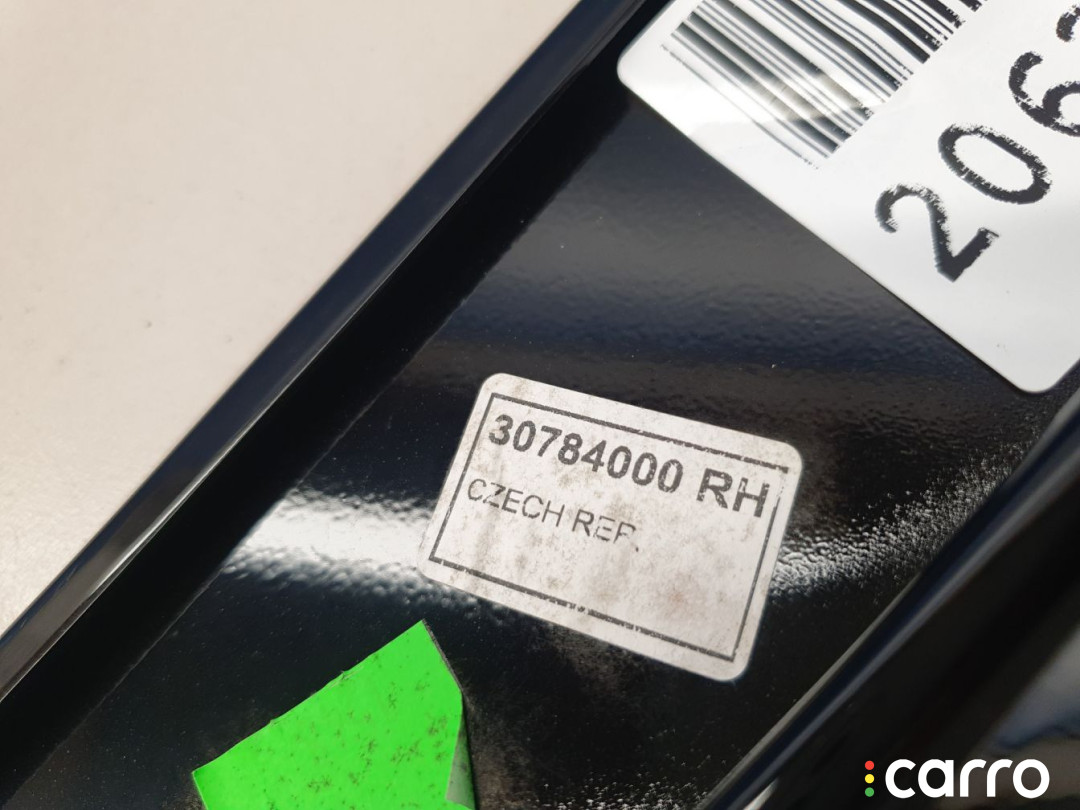 206
30784000 RH
CZECH REP.
carro